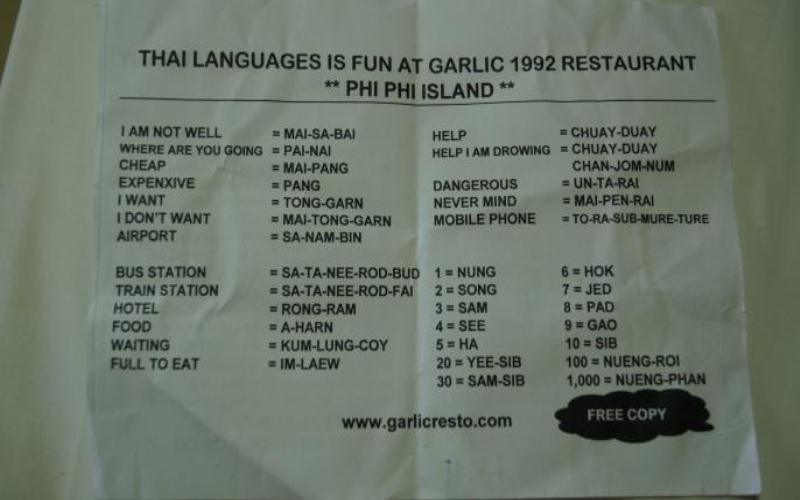 THAI LANGUAGES IS FUN AT GARLIC 1992 RESTAURANT
** PHI PHI ISLAND **
I AM NOT WELL = MAI-SA-BAI
WHERE ARE YOU GOING = PAI-NAI
CHEAP = MAI-PANG
EXPENXIVE = PANG
I WANT = TONG-GARN
I DON'T WANT = MAI-TONG-GARN
AIRPORT = SA-NAM-BIN
BUS STATION = SA-TA-NEE-ROD-BUD
TRAIN STATION = SA-TA-NEE-ROD-FAI
HOTEL = RONG-RAM
FOOD = A-HARN
WAITING = KUM-LUNG-COY
FULL TO EAT = IM-LAEW
HELP = CHUAY-DUAY
HELP I AM DROWING = CHUAY-DUAY
CHAN-JOM-NUM
DANGEROUS = UN-TA-RAI
NEVER MIND = MAI-PEN-RAI
MOBILE PHONE = TO-RA-SUB-MURE-TURE
1 = NUNG 6 = HOK
2 = SONG 7 = JED
3 = SAM 8 = PAD
4 = SEE 9 = GAO
5 = HA 10 = SIB
20 = YEE-SIB 100 = NUENG-ROI
30 = SAM-SIB 1,000 = NUENG-PHAN
www.garlicresto.com
FREE COPY